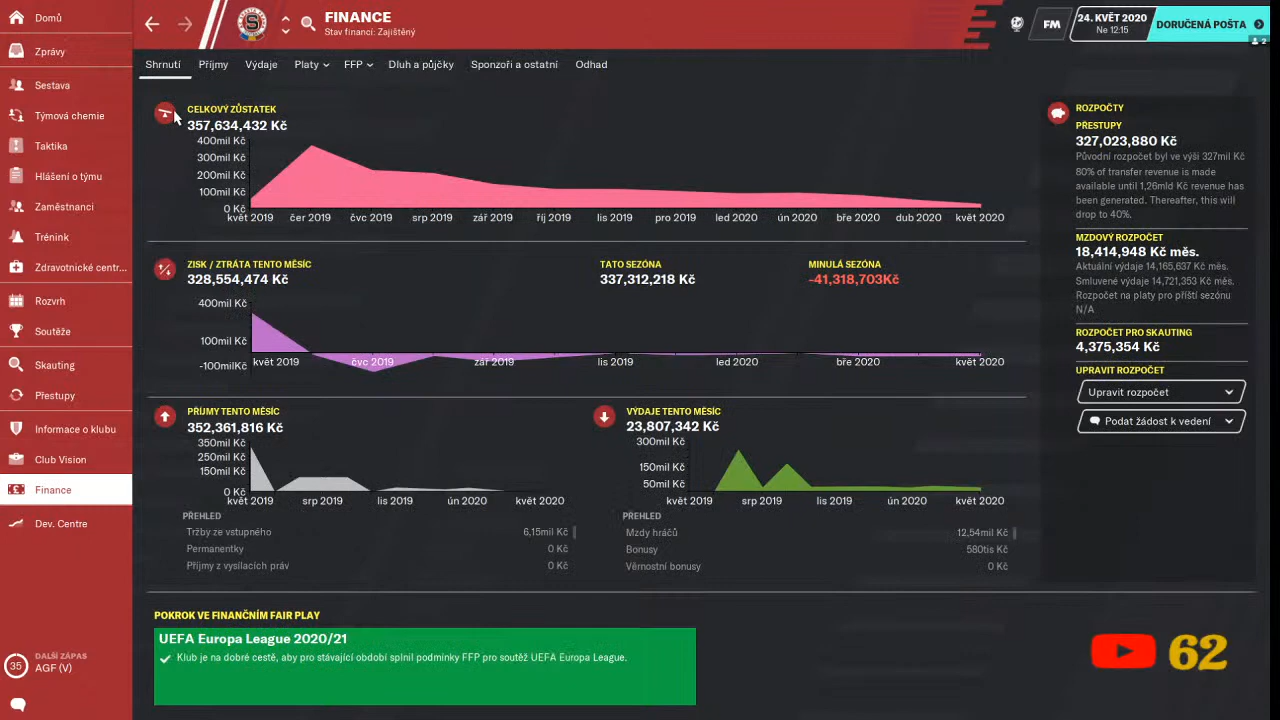 Domů
Zprávy
Sestava
Týmová chemie
Taktika
Hlášení o týmu
Zaměstnanci
Trénink
Zdravotnické centr...
Rozvrh
Soutěže
Skauting
Přestupy
Informace o klubu
Club Vision
Finance
Dev. Centre
35
DALŠÍ ZÁPAS
AGF (V)
FINANCE
Stav financí: Zajištěný
FM
24. KVĚT 2020
Ne 12:15
DORUČENÁ POŠTA
2
Shrnutí
Příjmy
Výdaje
Platy
FFP
Dluh a půjčky
Sponzoři a ostatní
Odhad
CELKOVÝ ZŮSTATEK
357,634,432 Kč
400mil Kč
300mil Kč
200mil Kč
100mil Kč
0 Kč
květ 2019 čer 2019 čvc 2019 srp 2019 zář 2019 říj 2019 lis 2019 pro 2019 led 2020 ún 2020 bře 2020 dub 2020 květ 2020
ZISK / ZTRÁTA TENTO MĚSÍC
328,554,474 Kč
TATO SEZÓNA
337,312,218 Kč
MINULÁ SEZÓNA
-41,318,703Kč
400mil Kč
100mil Kč
-100milKč
květ 2019 čvc 2019 zář 2019 lis 2019 led 2020 bře 2020 květ 2020
PŘÍJMY TENTO MĚSÍC
352,361,816 Kč
350mil Kč
250mil Kč
150mil Kč
0 Kč
květ 2019 srp 2019 lis 2019 ún 2020 květ 2020
PŘEHLED
Tržby ze vstupného 6,15mil Kč
Permanentky 0 Kč
Příjmy z vysílacích práv 0 Kč
VÝDAJE TENTO MĚSÍC
23,807,342 Kč
300mil Kč
150mil Kč
50mil Kč
květ 2019 srp 2019 lis 2019 ún 2020 květ 2020
PŘEHLED
Mzdy hráčů 12,54mil Kč
Bonusy 580tis Kč
Věrnostní bonusy 0 Kč
POKROK VE FINANČNÍM FAIR PLAY
UEFA Europa League 2020/21
Klub je na dobré cestě, aby pro stávající období splnil podmínky FFP pro soutěž UEFA Europa League.
ROZPOČTY
PŘESTUPY
327,023,880 Kč
Původní rozpočet byl ve výši 327mil Kč
80% of transfer revenue is made
available until 1,26mld Kč revenue has
been generated. Thereafter, this will
drop to 40%.
MZDOVÝ ROZPOČET
18,414,948 Kč měs.
Aktuální výdaje 14,165,637 Kč měs.
Smluvené výdaje 14,721,353 Kč měs.
Rozpočet na platy pro příští sezónu
N/A
ROZPOČET PRO SKAUTING
4,375,354 Kč
UPRAVIT ROZPOČET
Upravit rozpočet
Podat žádost k vedení
62